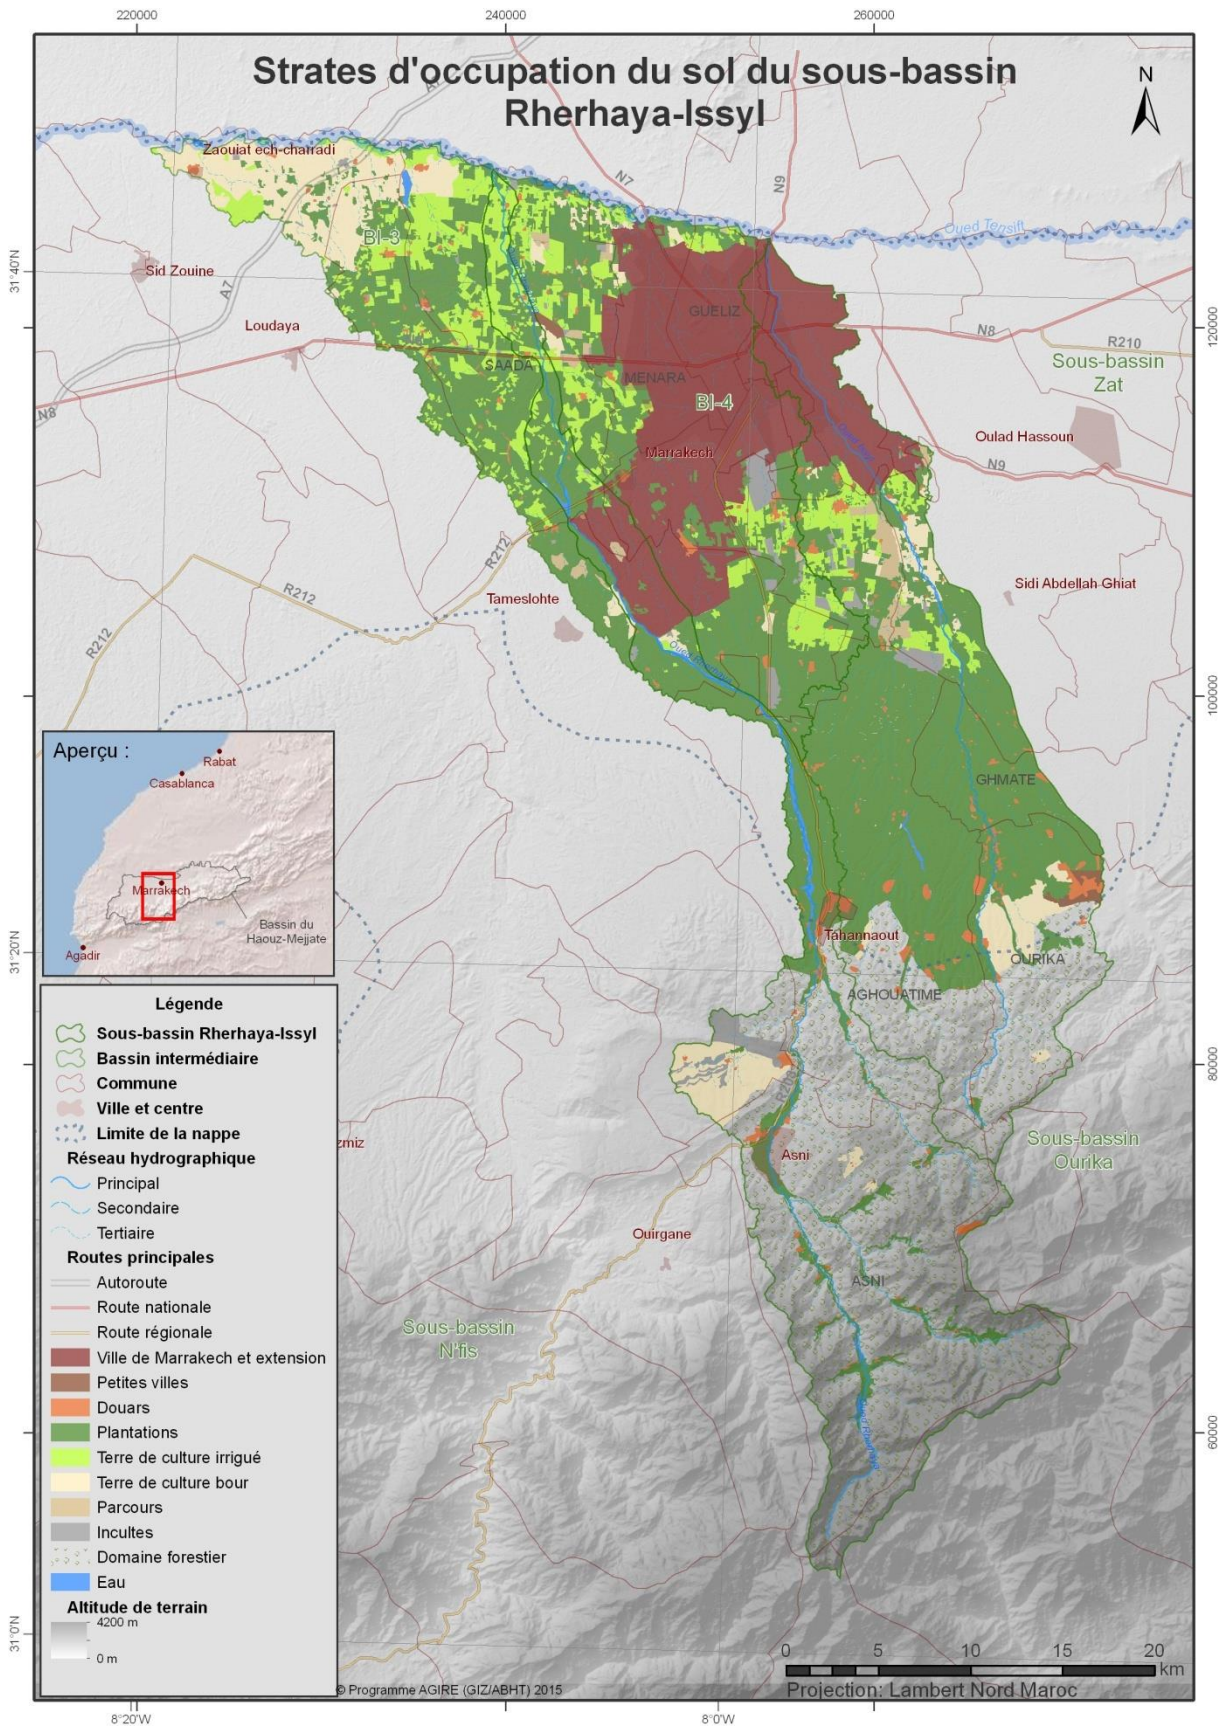 220000
240000
260000
Strates d'occupation du sol du sous-bassin
Rherhaya-Issyl
N
Zaouiat ech-charradi
N7
N9
Oued Tensift
BI-3
31°40'N
Sid Zouine
A7
GUELIZ
Loudaya
120000
N8
R210
SAADA
MENARA
Sous-bassin
Zat
BI-4
N8
Oulad Hassoun
Marrakech
N9
R212
Sidi Abdellah Ghiat
R212
Tameslohte
R212
100000
Aperçu :
Rabat
Casablanca
Marrakech
Bassin du
Haouz-Mejjate
Agadir
GHMATE
Tahannaout
31°20'N
OURIKA
AGHOUATIME
80000
Légende
Sous-bassin Rherhaya-Issyl
Bassin intermédiaire
Commune
Ville et centre
Limite de la nappe
Réseau hydrographique
Principal
Secondaire
Tertiaire
Routes principales
Autoroute
Route nationale
Route régionale
Ville de Marrakech et extension
Petites villes
Douars
Plantations
Terre de culture irrigué
Terre de culture bour
Parcours
Incultes
Domaine forestier
Eau
Altitude de terrain
4200 m
0 m
zmiz
Sous-bassin
Ourika
Asni
Ouirgane
ASNI
Sous-bassin
N'fis
60000
31°0'N
0 5 10 15 20
km
Projection: Lambert Nord Maroc
© Programme AGIRE (GIZ/ABHT) 2015
8°20'W
8°0'W